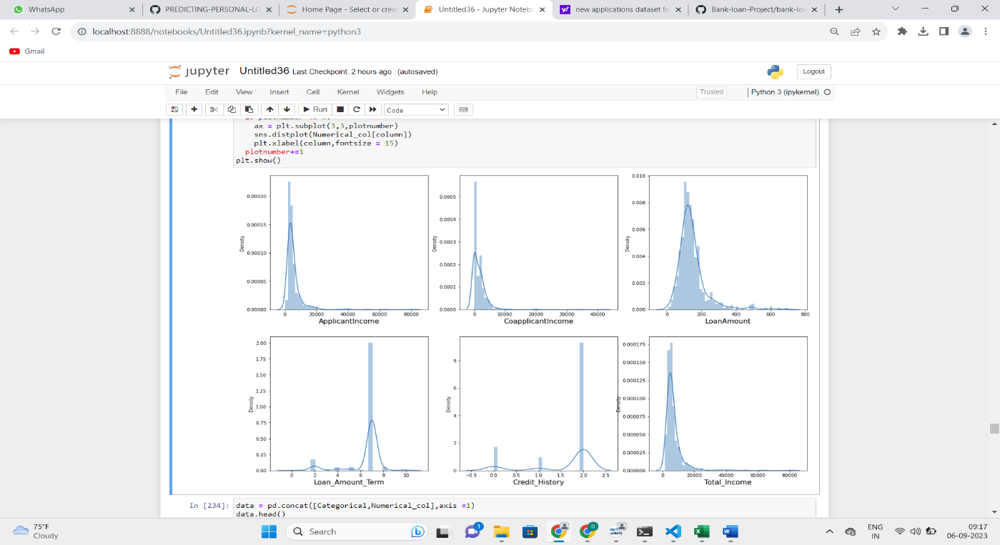 WhatsApp
PREDICTING-PERSONAL-LO
Home Page - Select or crea
Untitled36 - Jupyter Notebo
new applications dataset fo
Bank-loan-Project/bank-loa
localhost:8888/notebooks/Untitled36.ipynb?kernel_name=python3
Gmail
jupyter Untitled36 Last Checkpoint: 2 hours ago (autosaved)
Logout
File Edit View Insert Cell Kernel Widgets Help
Trusted
Python 3 (ipykernel)
Run
Code
ax = plt.subplot(3,3,plotnumber)
sns.distplot(Numerical_col[column])
plt.xlabel(column,fontsize = 15)
plotnumber+=1
plt.show()
0.00020
0.00015
0.00010
0.00005
0.00000
Density
0 20000 40000 60000 80000
ApplicantIncome
0.0005
0.0004
0.0003
0.0002
0.0001
0.0000
Density
0 10000 20000 30000 40000
CoapplicantIncome
0.010
0.008
0.006
0.004
0.002
0.000
Density
0 200 400 600 800
LoanAmount
2.00
1.75
1.50
1.25
1.00
0.75
0.50
0.25
0.00
Density
0 2 4 6 8 10
Loan_Amount_Term
8
6
4
2
0
Density
−0.5 0.0 0.5 1.0 1.5 2.0 2.5
Credit_History
0.000175
0.000150
0.000125
0.000100
0.000075
0.000050
0.000025
0.000000
Density
0 20000 40000 60000 80000
Total_Income
In [234]: data = pd.concat([Categorical,Numerical_col],axis =1)
data.head()
75°F
Cloudy
Search
1
D
ENG
IN
09:17
06-09-2023